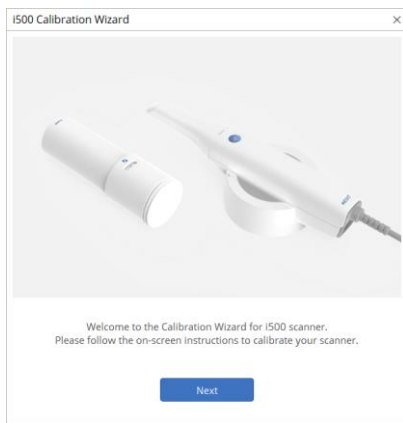 i500 Calibration Wizard
Welcome to the Calibration Wizard for i500 scanner.
Please follow the on-screen instructions to calibrate your scanner.
Next